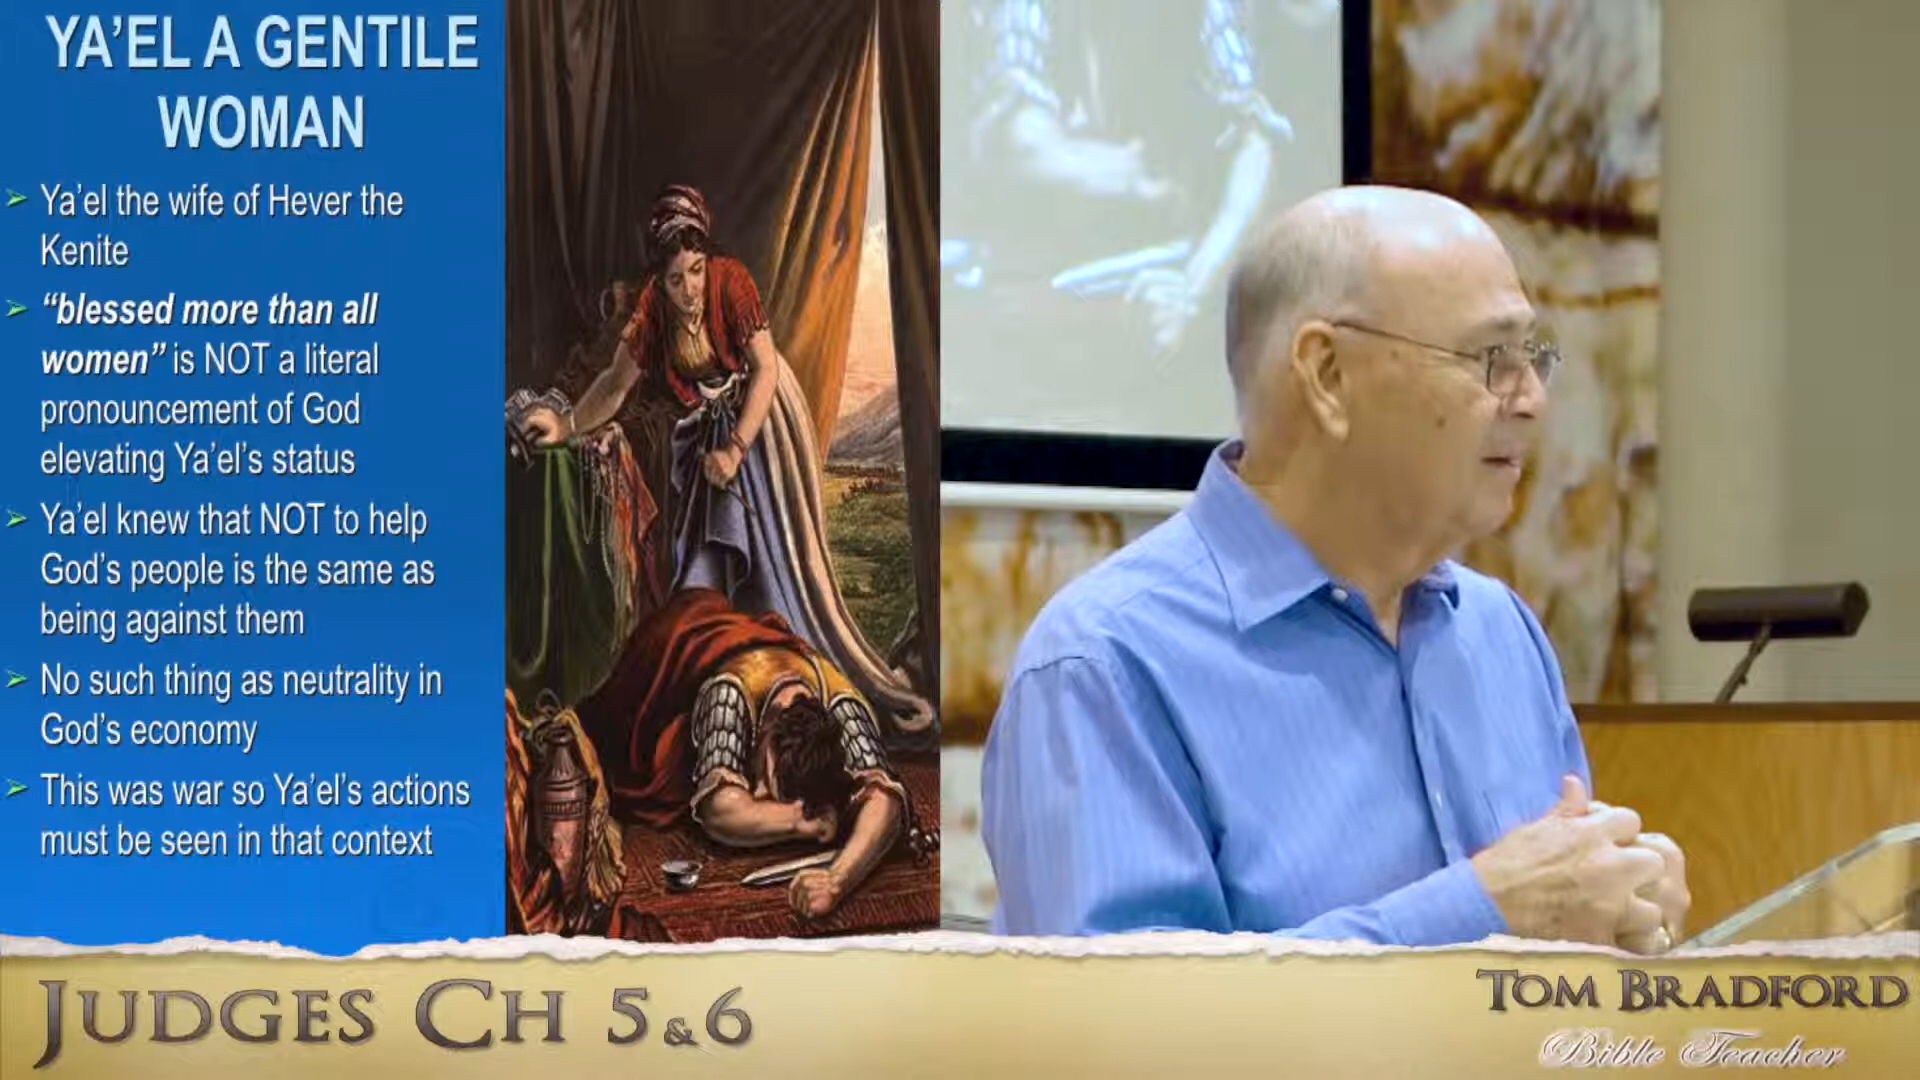 YA’EL A GENTILE
WOMAN
➢ Ya’el the wife of Hever the
Kenite
➢ “blessed more than all
women” is NOT a literal
pronouncement of God
elevating Ya’el’s status
➢ Ya’el knew that NOT to help
God’s people is the same as
being against them
➢ No such thing as neutrality in
God’s economy
➢ This was war so Ya’el’s actions
must be seen in that context
JUDGES CH 5&6
TOM BRADFORD
Bible Teacher